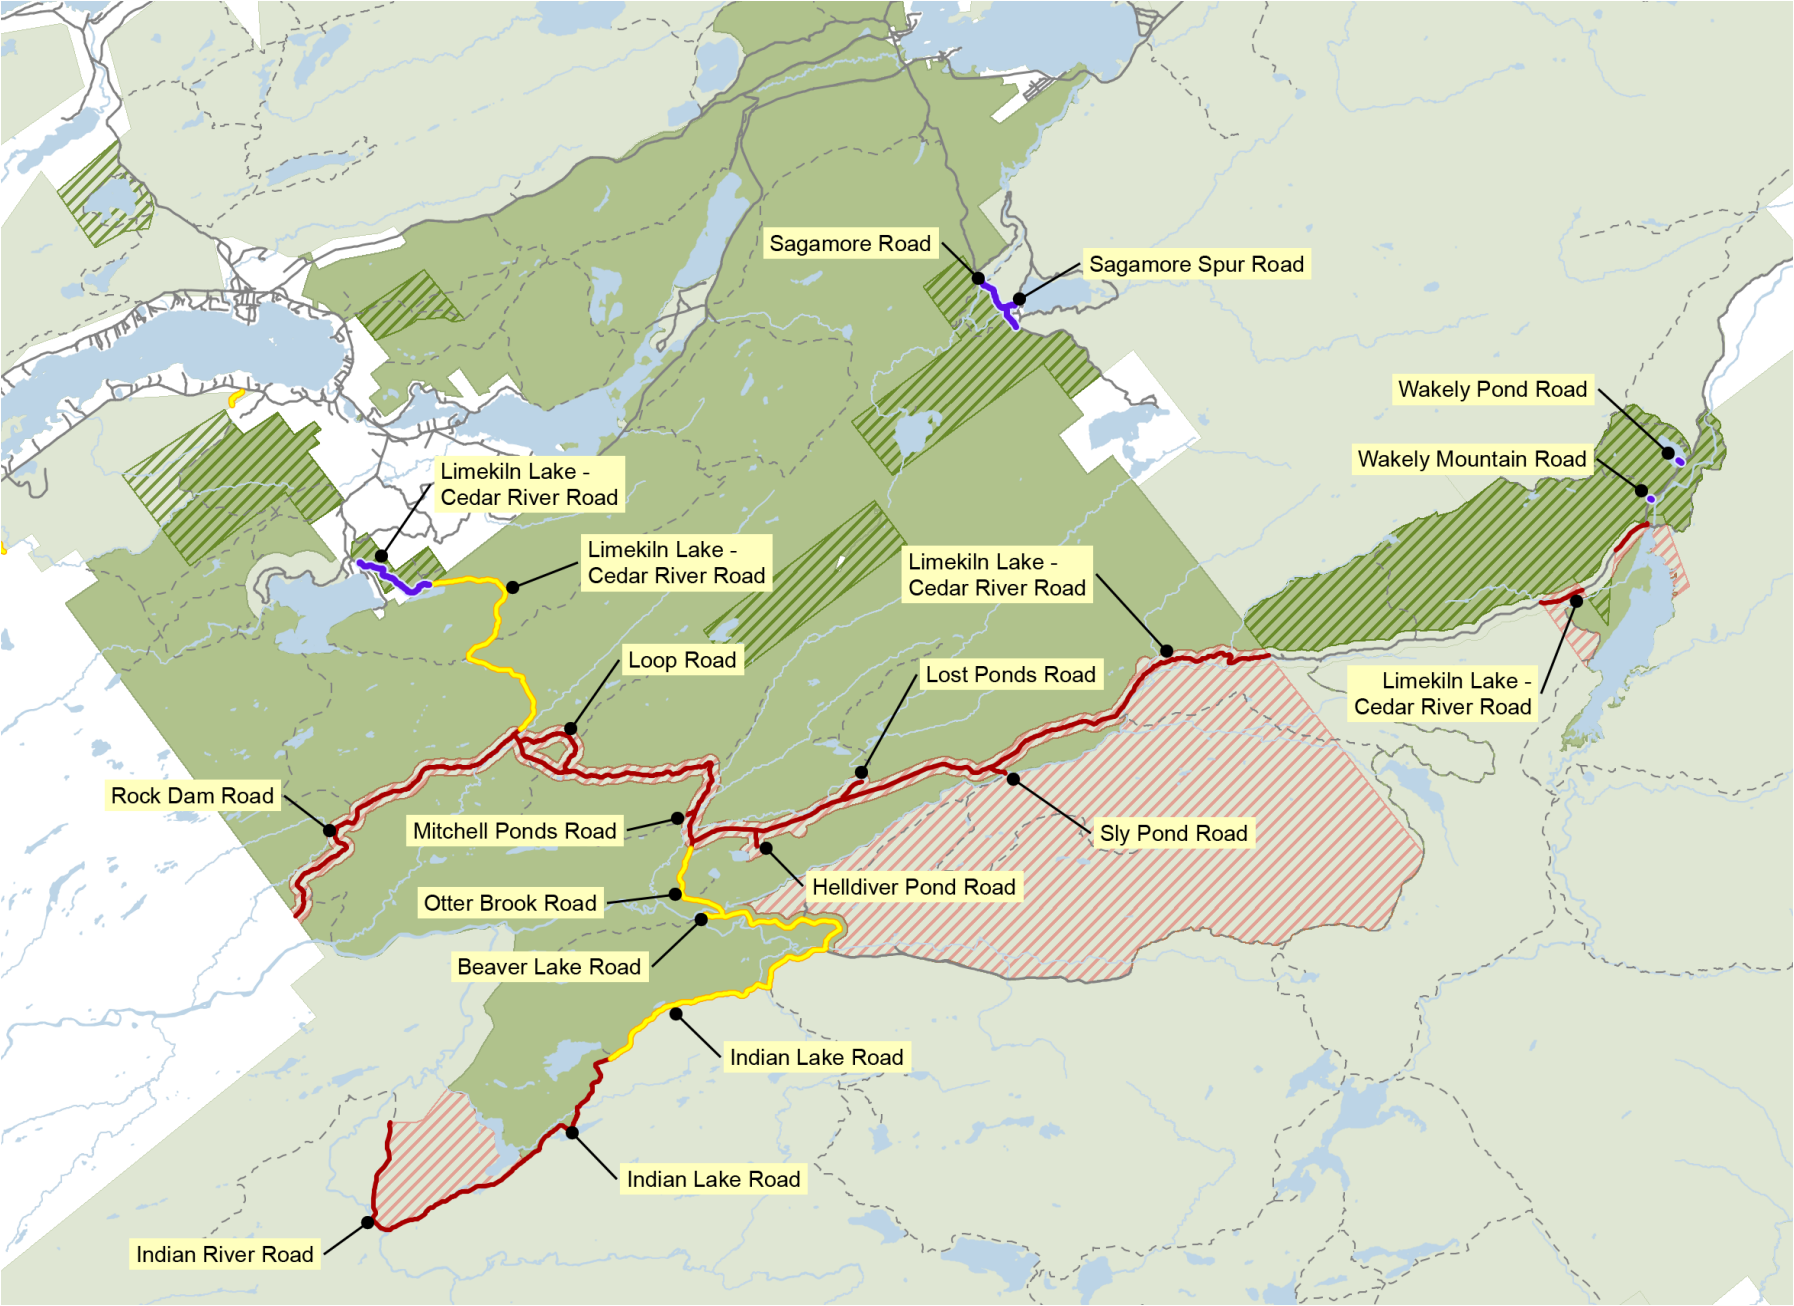 Sagamore Road
Sagamore Spur Road
Wakely Pond Road
Wakely Mountain Road
Limekiln Lake -
Cedar River Road
Limekiln Lake -
Cedar River Road
Limekiln Lake -
Cedar River Road
Loop Road
Lost Ponds Road
Limekiln Lake -
Cedar River Road
Rock Dam Road
Mitchell Ponds Road
Sly Pond Road
Helldiver Pond Road
Otter Brook Road
Beaver Lake Road
Indian Lake Road
Indian Lake Road
Indian River Road